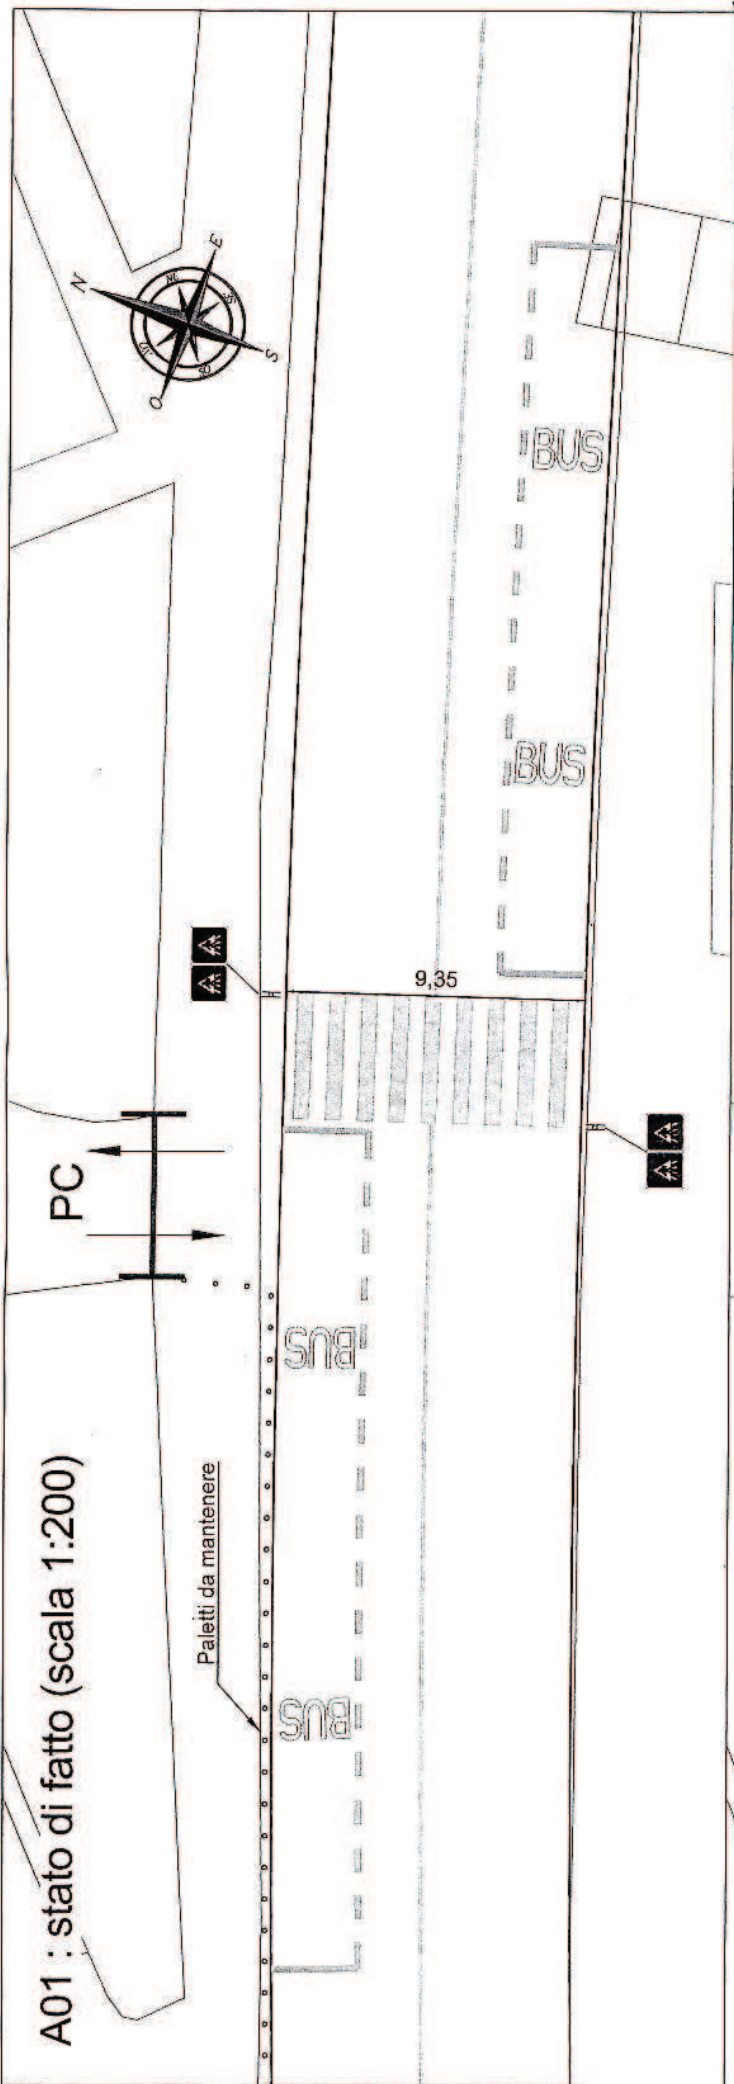 A01 : stato di fatto (scala 1:200)
Paletti da mantenere
PC
BUS
BUS
9,35
BUS
BUS
N
E
S
O